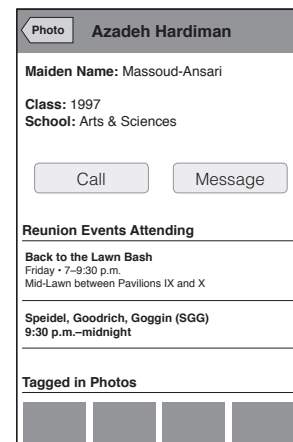 Photo
Azadeh Hardiman
Maiden Name: Massoud-Ansari
Class: 1997
School: Arts & Sciences
Call
Message
Reunion Events Attending
Back to the Lawn Bash
Friday • 7–9:30 p.m.
Mid-Lawn between Pavilions IX and X
Speidel, Goodrich, Goggin (SGG)
9:30 p.m.–midnight
Tagged in Photos